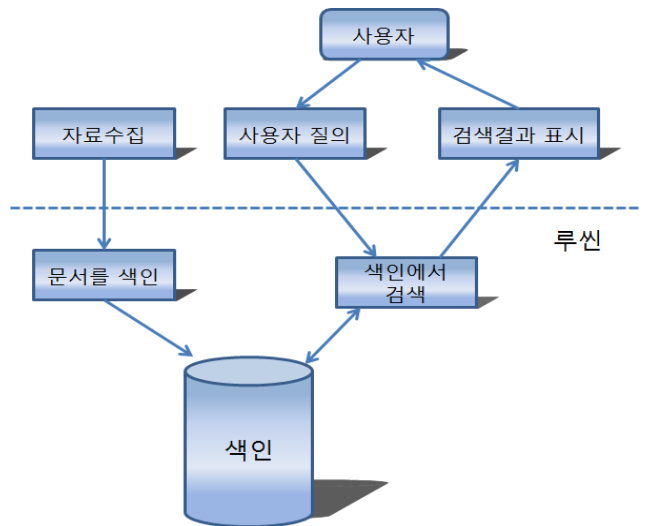 사용자
자료수집
사용자 질의
검색결과 표시
루씬
문서를 색인
색인에서
검색
색인